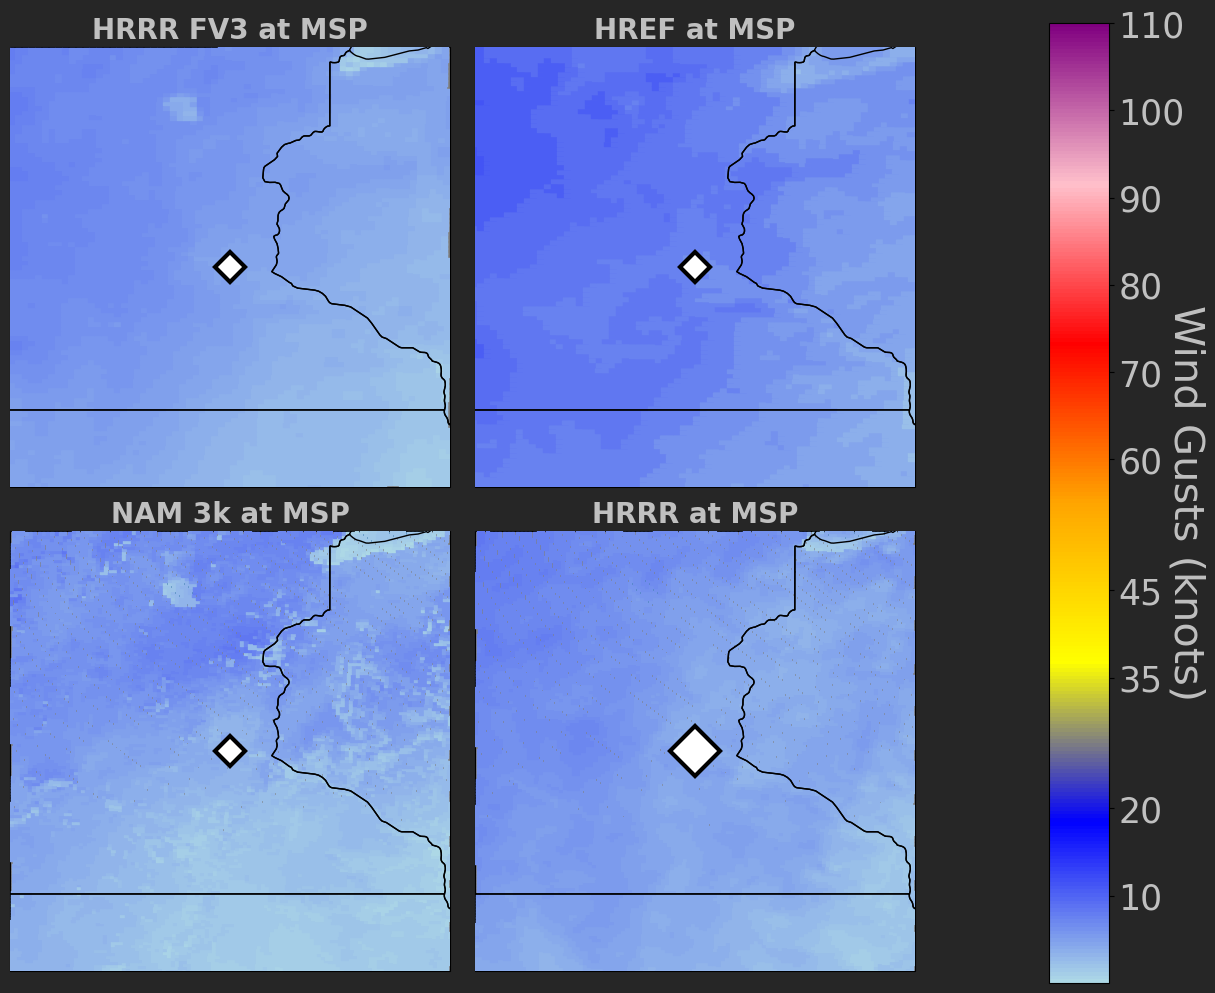 HRRR FV3 at MSP
HREF at MSP
NAM 3k at MSP
HRRR at MSP
110
100
90
80
70
60
45
35
20
10
Wind Gusts (knots)